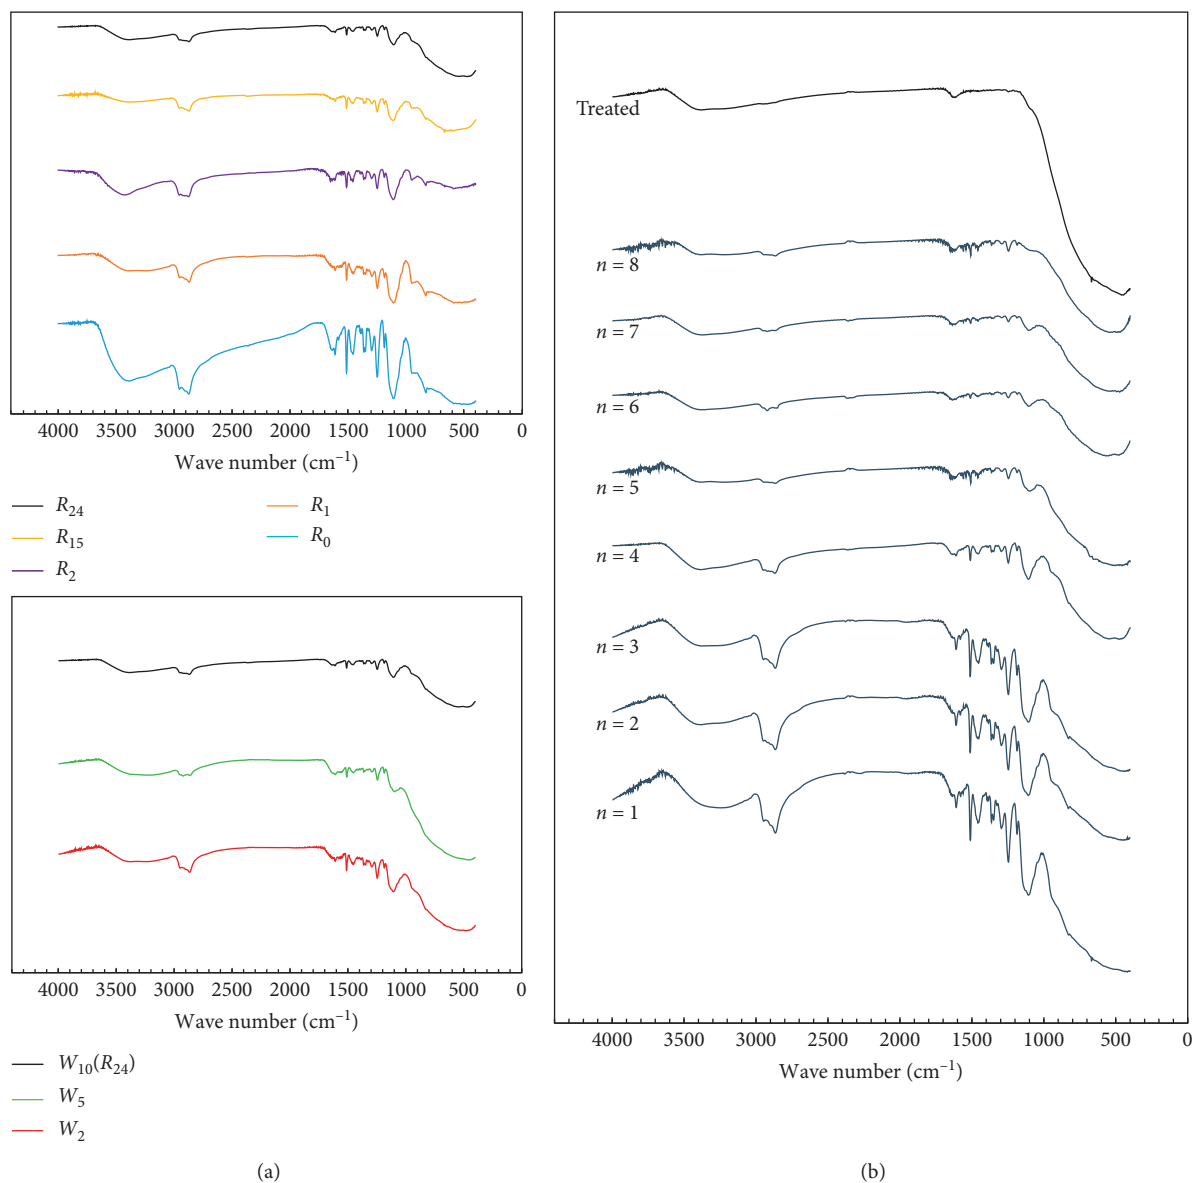 4000 3500 3000 2500 2000 1500 1000 500 0
Wave number (cm⁻¹)
R₂₄
R₁₅
R₂
R₁
R₀
4000 3500 3000 2500 2000 1500 1000 500 0
Wave number (cm⁻¹)
W₁₀(R₂₄)
W₅
W₂
(a)
Treated
n = 8
n = 7
n = 6
n = 5
n = 4
n = 3
n = 2
n = 1
4000 3500 3000 2500 2000 1500 1000 500 0
Wave number (cm⁻¹)
(b)